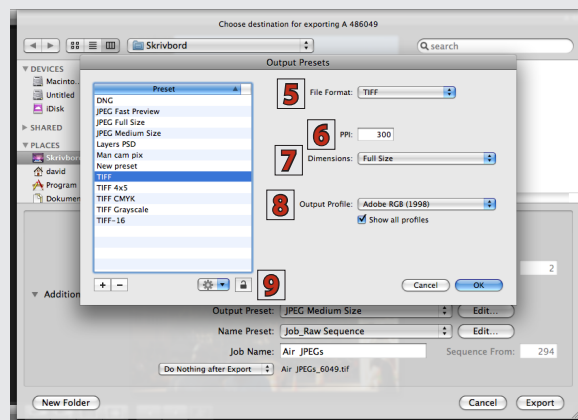 Choose destination for exporting A 486049
Skrivbord
search
Output Presets
DEVICES
Macinto...
Untitled
iDisk
SHARED
PLACES
Skrivbord
david
Program
Dokumen
Preset
DNG
JPEG Fast Preview
JPEG Full Size
JPEG Medium Size
Layers PSD
Man cam pix
New preset
TIFF
TIFF 4x5
TIFF CMYK
TIFF Grayscale
TIFF-16
5 File Format: TIFF
6 PPI: 300
7 Dimensions: Full Size
8 Output Profile: Adobe RGB (1998)
Show all profiles
+ −
9
Cancel OK
2
Addition
Output Preset: JPEG Medium Size Edit...
Name Preset: Job_Raw Sequence Edit...
Job Name: Air JPEGs Sequence From: 294
Do Nothing after Export Air JPEGs_6049.tif
New Folder Cancel Export